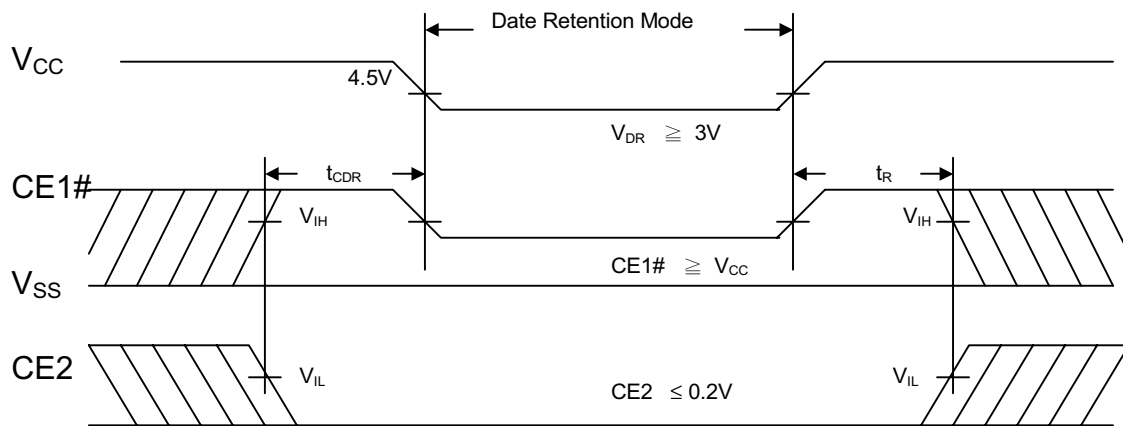 Date Retention Mode
VCC
4.5V
VDR ≧ 3V
CE1#
tCDR
tR
VIH
VIH
CE1# ≧ VCC
VSS
CE2
VIL
CE2 ≤ 0.2V
VIL